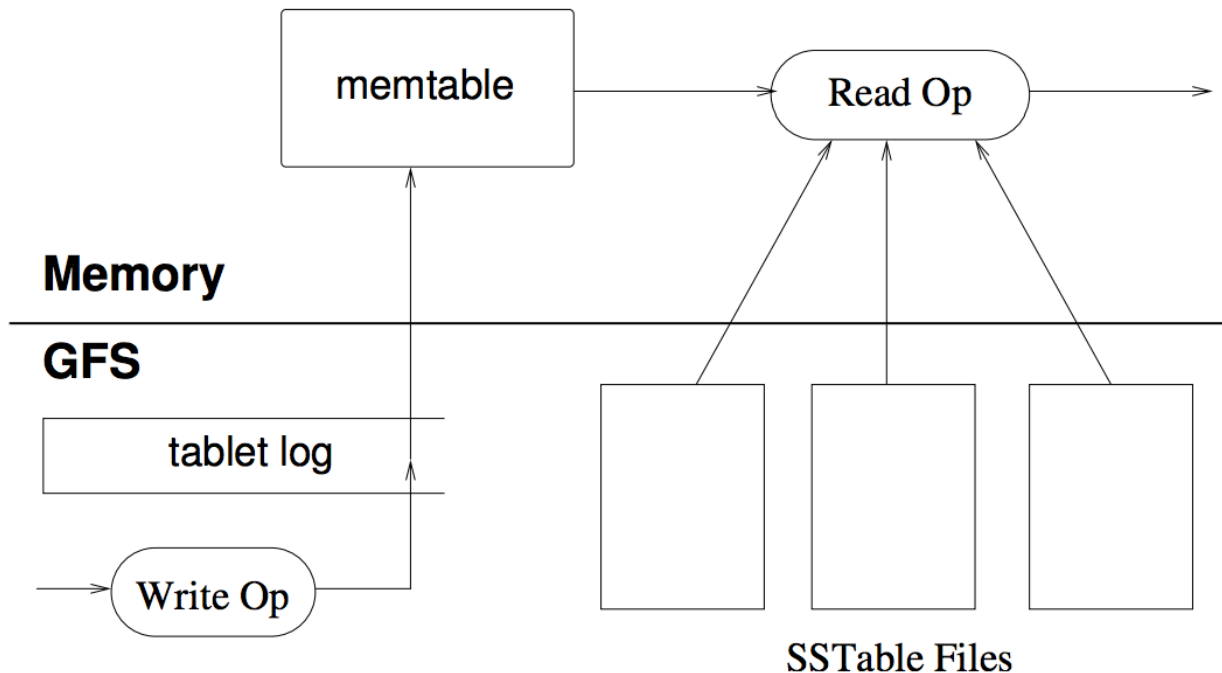 memtable
Read Op
Memory
GFS
tablet log
Write Op
SSTable Files